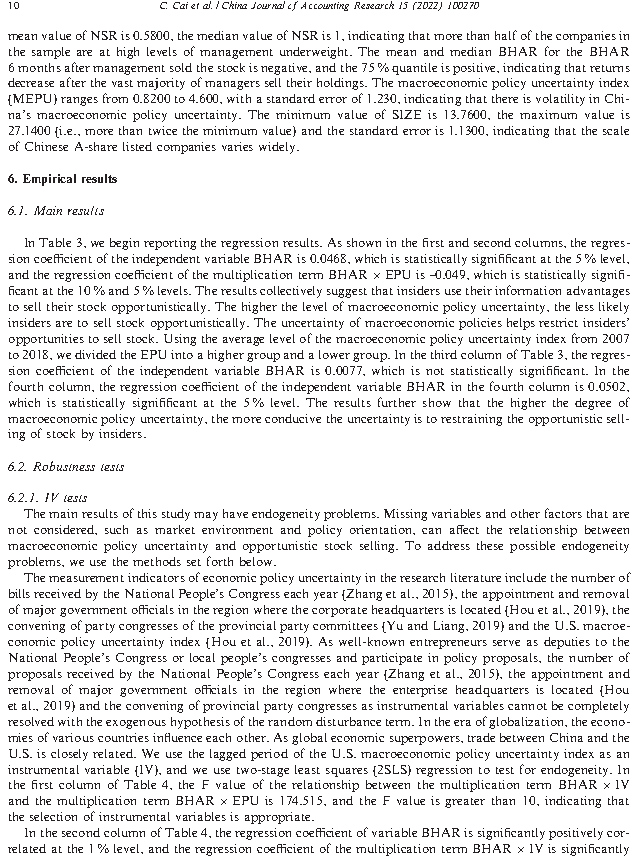 10 C. Cai et al. / China Journal of Accounting Research 15 (2022) 100270
mean value of NSR is 0.5800, the median value of NSR is 1, indicating that more than half of the companies in
the sample are at high levels of management underweight. The mean and median BHAR for the BHAR
6 months after management sold the stock is negative, and the 75 % quantile is positive, indicating that returns
decrease after the vast majority of managers sell their holdings. The macroeconomic policy uncertainty index
(MEPU) ranges from 0.8200 to 4.600, with a standard error of 1.230, indicating that there is volatility in Chi-
na's macroeconomic policy uncertainty. The minimum value of SIZE is 13.7600, the maximum value is
27.1400 (i.e., more than twice the minimum value) and the standard error is 1.1300, indicating that the scale
of Chinese A-share listed companies varies widely.
6. Empirical results
6.1. Main results
In Table 3, we begin reporting the regression results. As shown in the first and second columns, the regres-
sion coefficient of the independent variable BHAR is 0.0468, which is statistically significant at the 5 % level,
and the regression coefficient of the multiplication term BHAR × EPU is –0.049, which is statistically signifi-
ficant at the 10 % and 5 % levels. The results collectively suggest that insiders use their information advantages
to sell their stock opportunistically. The higher the level of macroeconomic policy uncertainty, the less likely
insiders are to sell stock opportunistically. The uncertainty of macroeconomic policies helps restrict insiders'
opportunities to sell stock. Using the average level of the macroeconomic policy uncertainty index from 2007
to 2018, we divided the EPU into a higher group and a lower group. In the third column of Table 3, the regres-
sion coefficient of the independent variable BHAR is 0.0077, which is not statistically significant. In the
fourth column, the regression coefficient of the independent variable BHAR in the fourth column is 0.0502,
which is statistically significant at the 5 % level. The results further show that the higher the degree of
macroeconomic policy uncertainty, the more conducive the uncertainty is to restraining the opportunistic sell-
ing of stock by insiders.
6.2. Robustness tests
6.2.1. IV tests
The main results of this study may have endogeneity problems. Missing variables and other factors that are
not considered, such as market environment and policy orientation, can affect the relationship between
macroeconomic policy uncertainty and opportunistic stock selling. To address these possible endogeneity
problems, we use the methods set forth below.
The measurement indicators of economic policy uncertainty in the research literature include the number of
bills received by the National People's Congress each year (Zhang et al., 2015), the appointment and removal
of major government officials in the region where the corporate headquarters is located (Hou et al., 2019), the
convening of party congresses of the provincial party committees (Yu and Liang, 2019) and the U.S. macroe-
conomic policy uncertainty index (Hou et al., 2019). As well-known entrepreneurs serve as deputies to the
National People's Congress or local people's congresses and participate in policy proposals, the number of
proposals received by the National People's Congress each year (Zhang et al., 2015), the appointment and
removal of major government officials in the region where the enterprise headquarters is located (Hou
et al., 2019) and the convening of provincial party congresses as instrumental variables cannot be completely
resolved with the exogenous hypothesis of the random disturbance term. In the era of globalization, the econo-
mies of various countries influence each other. As global economic superpowers, trade between China and the
U.S. is closely related. We use the lagged period of the U.S. macroeconomic policy uncertainty index as an
instrumental variable (IV), and we use two-stage least squares (2SLS) regression to test for endogeneity. In
the first column of Table 4, the F value of the relationship between the multiplication term BHAR × IV
and the multiplication term BHAR × EPU is 174.515, and the F value is greater than 10, indicating that
the selection of instrumental variables is appropriate.
In the second column of Table 4, the regression coefficient of variable BHAR is significantly positively cor-
related at the 1 % level, and the regression coefficient of the multiplication term BHAR × IV is significantly